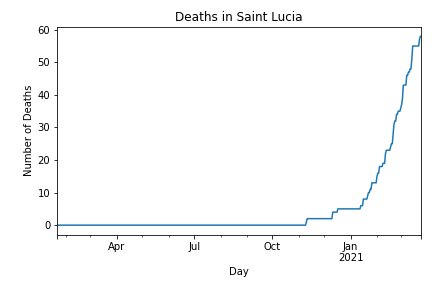 Deaths in Saint Lucia
60
50
40
30
20
10
0
Number of Deaths
Apr
Jul
Oct
Jan
2021
Day